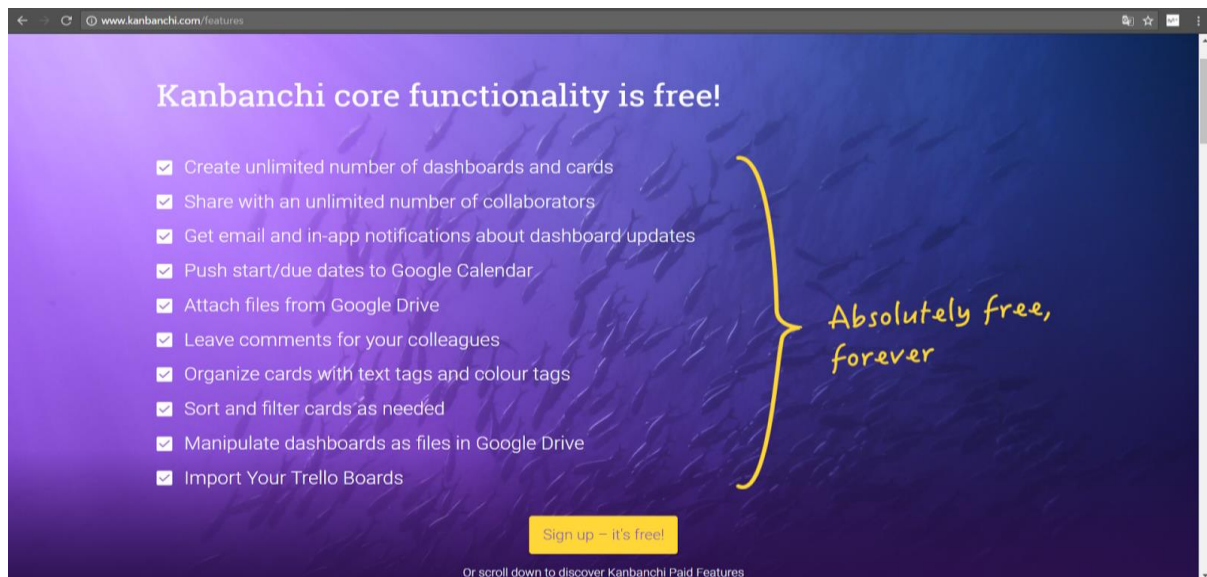 www.kanbanchi.com/features
Kanbanchi core functionality is free!
Create unlimited number of dashboards and cards
Share with an unlimited number of collaborators
Get email and in-app notifications about dashboard updates
Push start/due dates to Google Calendar
Attach files from Google Drive
Leave comments for your colleagues
Organize cards with text tags and colour tags
Sort and filter cards as needed
Manipulate dashboards as files in Google Drive
Import Your Trello Boards
Absolutely free,
forever
Sign up – it's free!
Or scroll down to discover Kanbanchi Paid Features